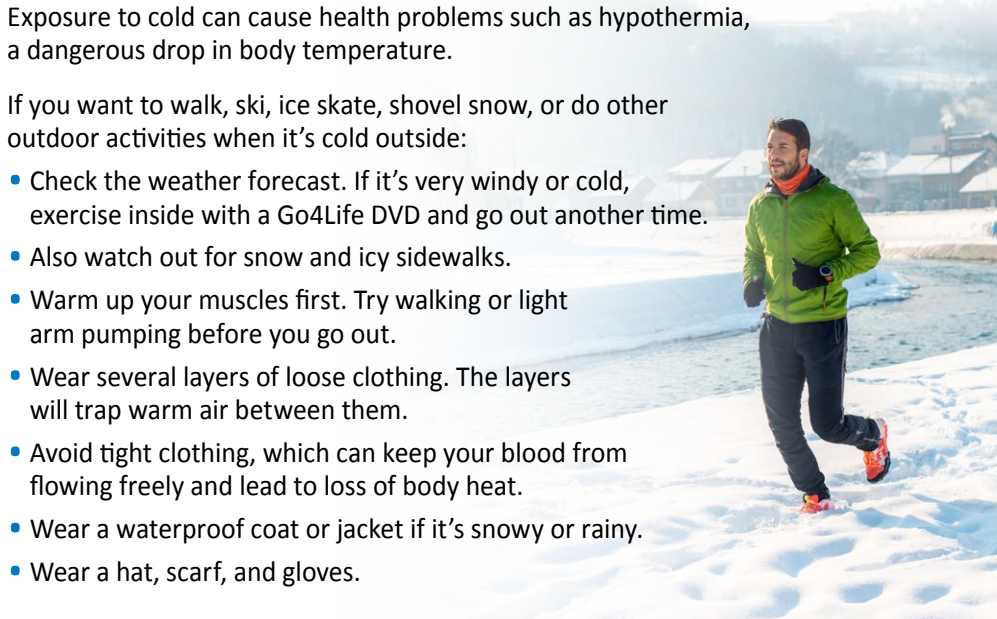 Exposure to cold can cause health problems such as hypothermia,
a dangerous drop in body temperature.
If you want to walk, ski, ice skate, shovel snow, or do other
outdoor activities when it’s cold outside:
• Check the weather forecast. If it’s very windy or cold,
exercise inside with a Go4Life DVD and go out another time.
• Also watch out for snow and icy sidewalks.
• Warm up your muscles first. Try walking or light
arm pumping before you go out.
• Wear several layers of loose clothing. The layers
will trap warm air between them.
• Avoid tight clothing, which can keep your blood from
flowing freely and lead to loss of body heat.
• Wear a waterproof coat or jacket if it’s snowy or rainy.
• Wear a hat, scarf, and gloves.